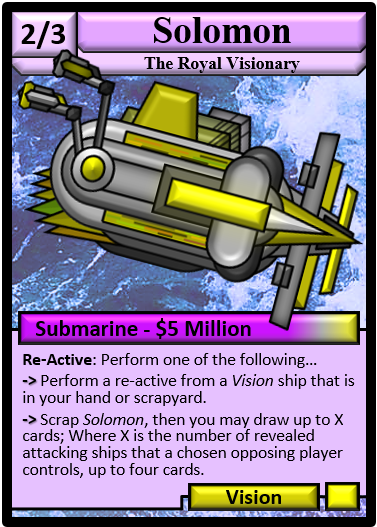 2/3
Solomon
The Royal Visionary
Submarine - $5 Million
Re-Active: Perform one of the following...
-> Perform a re-active from a Vision ship that is
in your hand or scrapyard.
-> Scrap Solomon, then you may draw up to X
cards; Where X is the number of revealed
attacking ships that a chosen opposing player
controls, up to four cards.
Vision